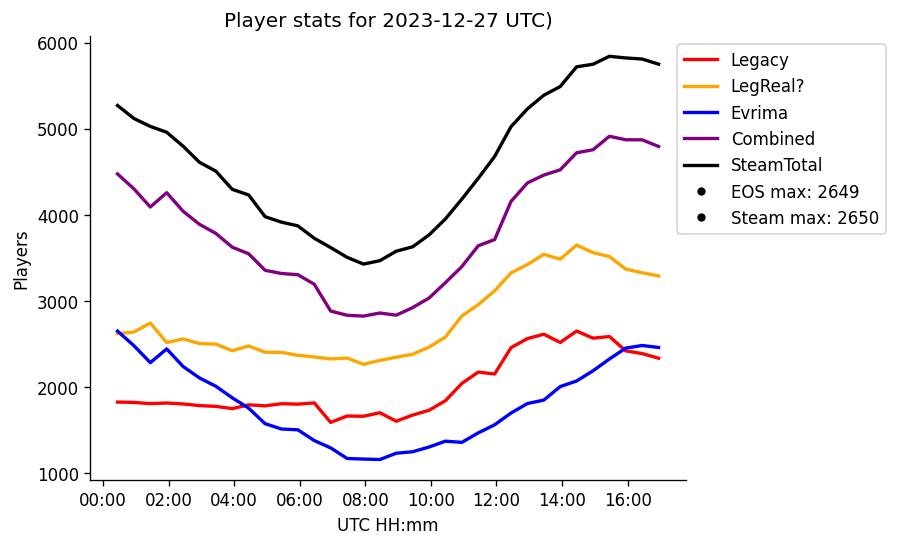 Player stats for 2023-12-27 UTC)
6000
5000
4000
3000
2000
1000
Players
00:00 02:00 04:00 06:00 08:00 10:00 12:00 14:00 16:00
UTC HH:mm
Legacy
LegReal?
Evrima
Combined
SteamTotal
EOS max: 2649
Steam max: 2650